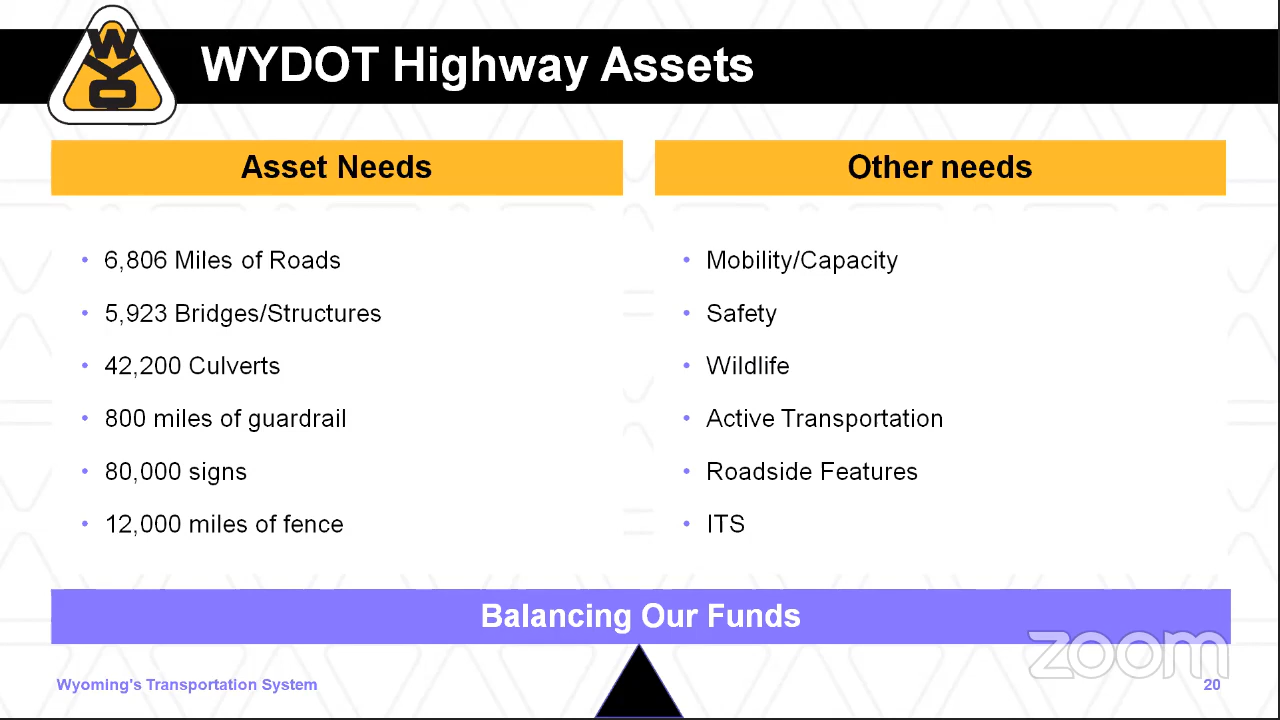 WYO
WYDOT Highway Assets
Asset Needs
• 6,806 Miles of Roads
• 5,923 Bridges/Structures
• 42,200 Culverts
• 800 miles of guardrail
• 80,000 signs
• 12,000 miles of fence
Other needs
• Mobility/Capacity
• Safety
• Wildlife
• Active Transportation
• Roadside Features
• ITS
Balancing Our Funds
zoom
Wyoming's Transportation System
20